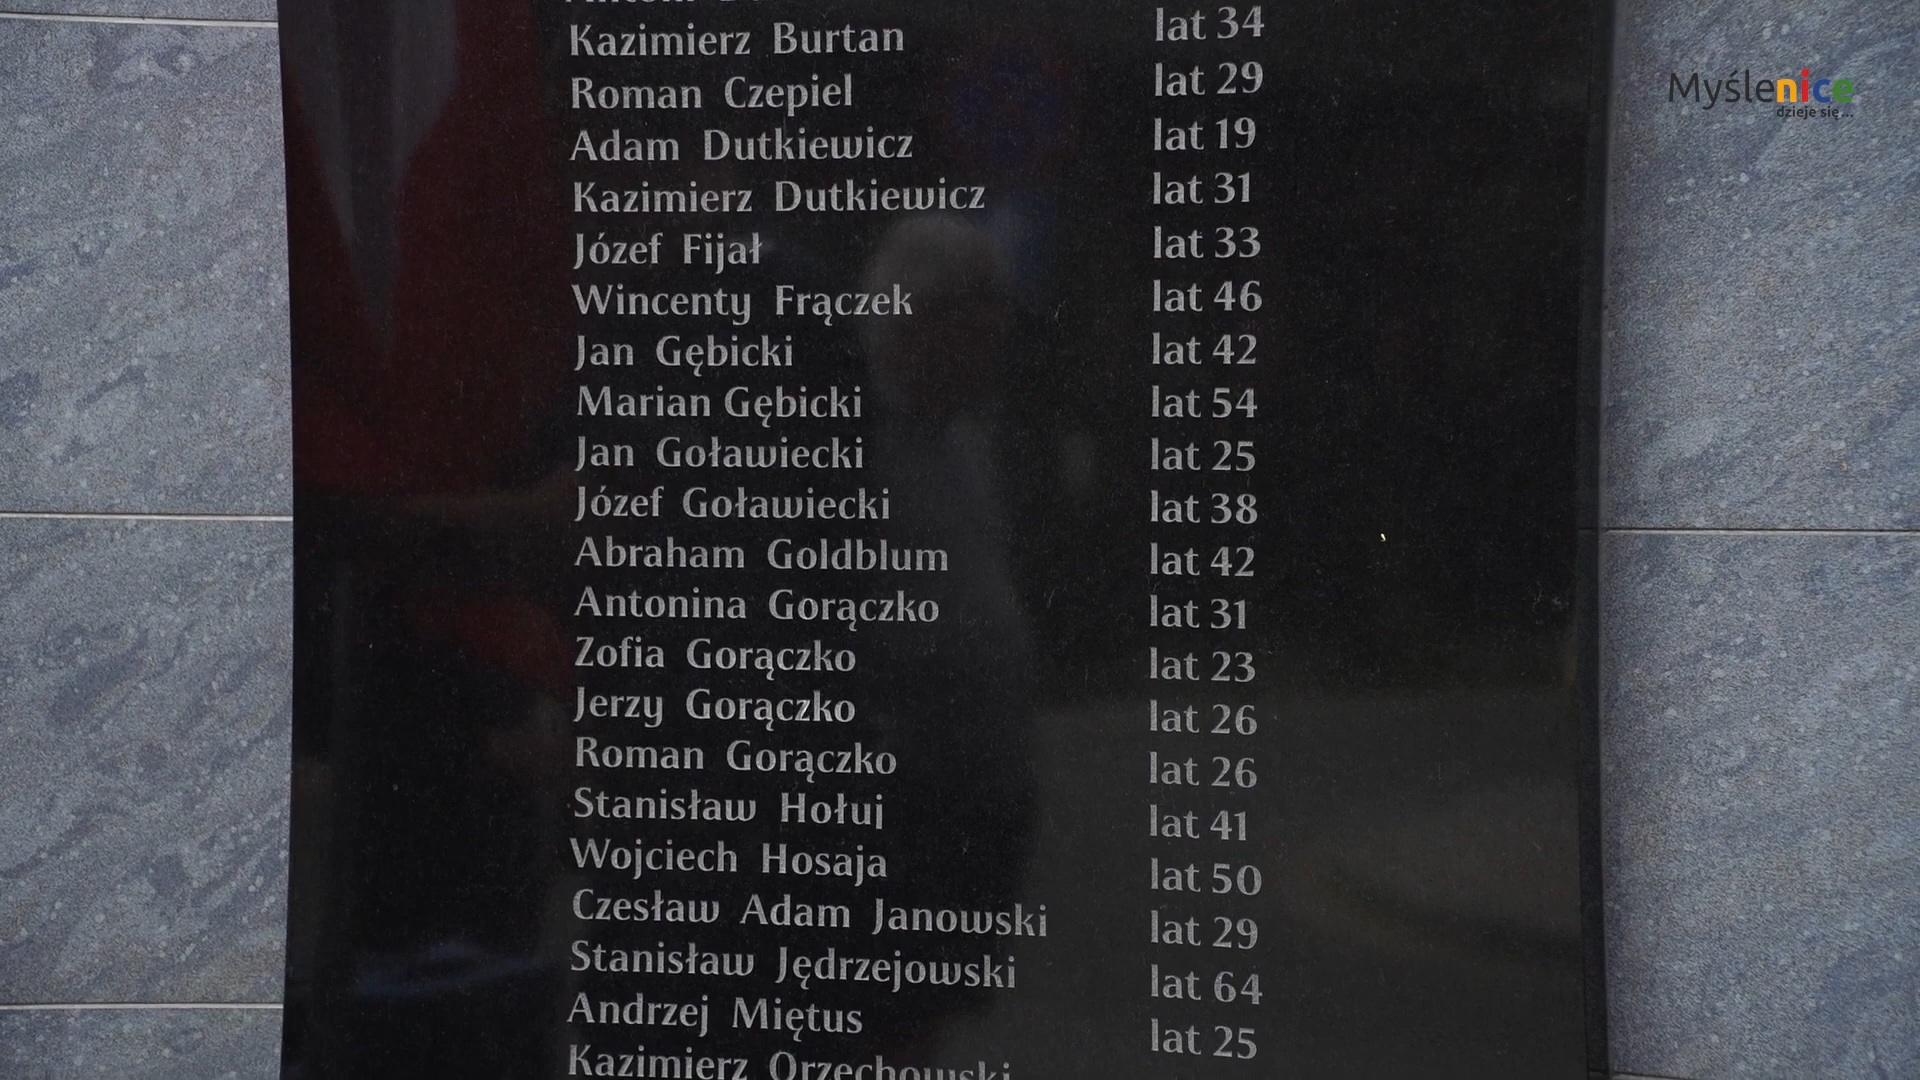 Kazimierz Burtan lat 34
Roman Czepiel lat 29
Adam Dutkiewicz lat 19
Kazimierz Dutkiewicz lat 31
Józef Fijał lat 33
Wincenty Frączek lat 46
Jan Gębicki lat 42
Marian Gębicki lat 54
Jan Goławiecki lat 25
Józef Goławiecki lat 38
Abraham Goldblum lat 42
Antonina Gorączko lat 31
Zofia Gorączko lat 23
Jerzy Gorączko lat 26
Roman Gorączko lat 26
Stanisław Hołuj lat 41
Wojciech Hosaja lat 50
Czesław Adam Janowski lat 29
Stanisław Jędrzejowski lat 64
Andrzej Miętus lat 25
Kazimierz Orzechowski
Myślenice
dzieje się...